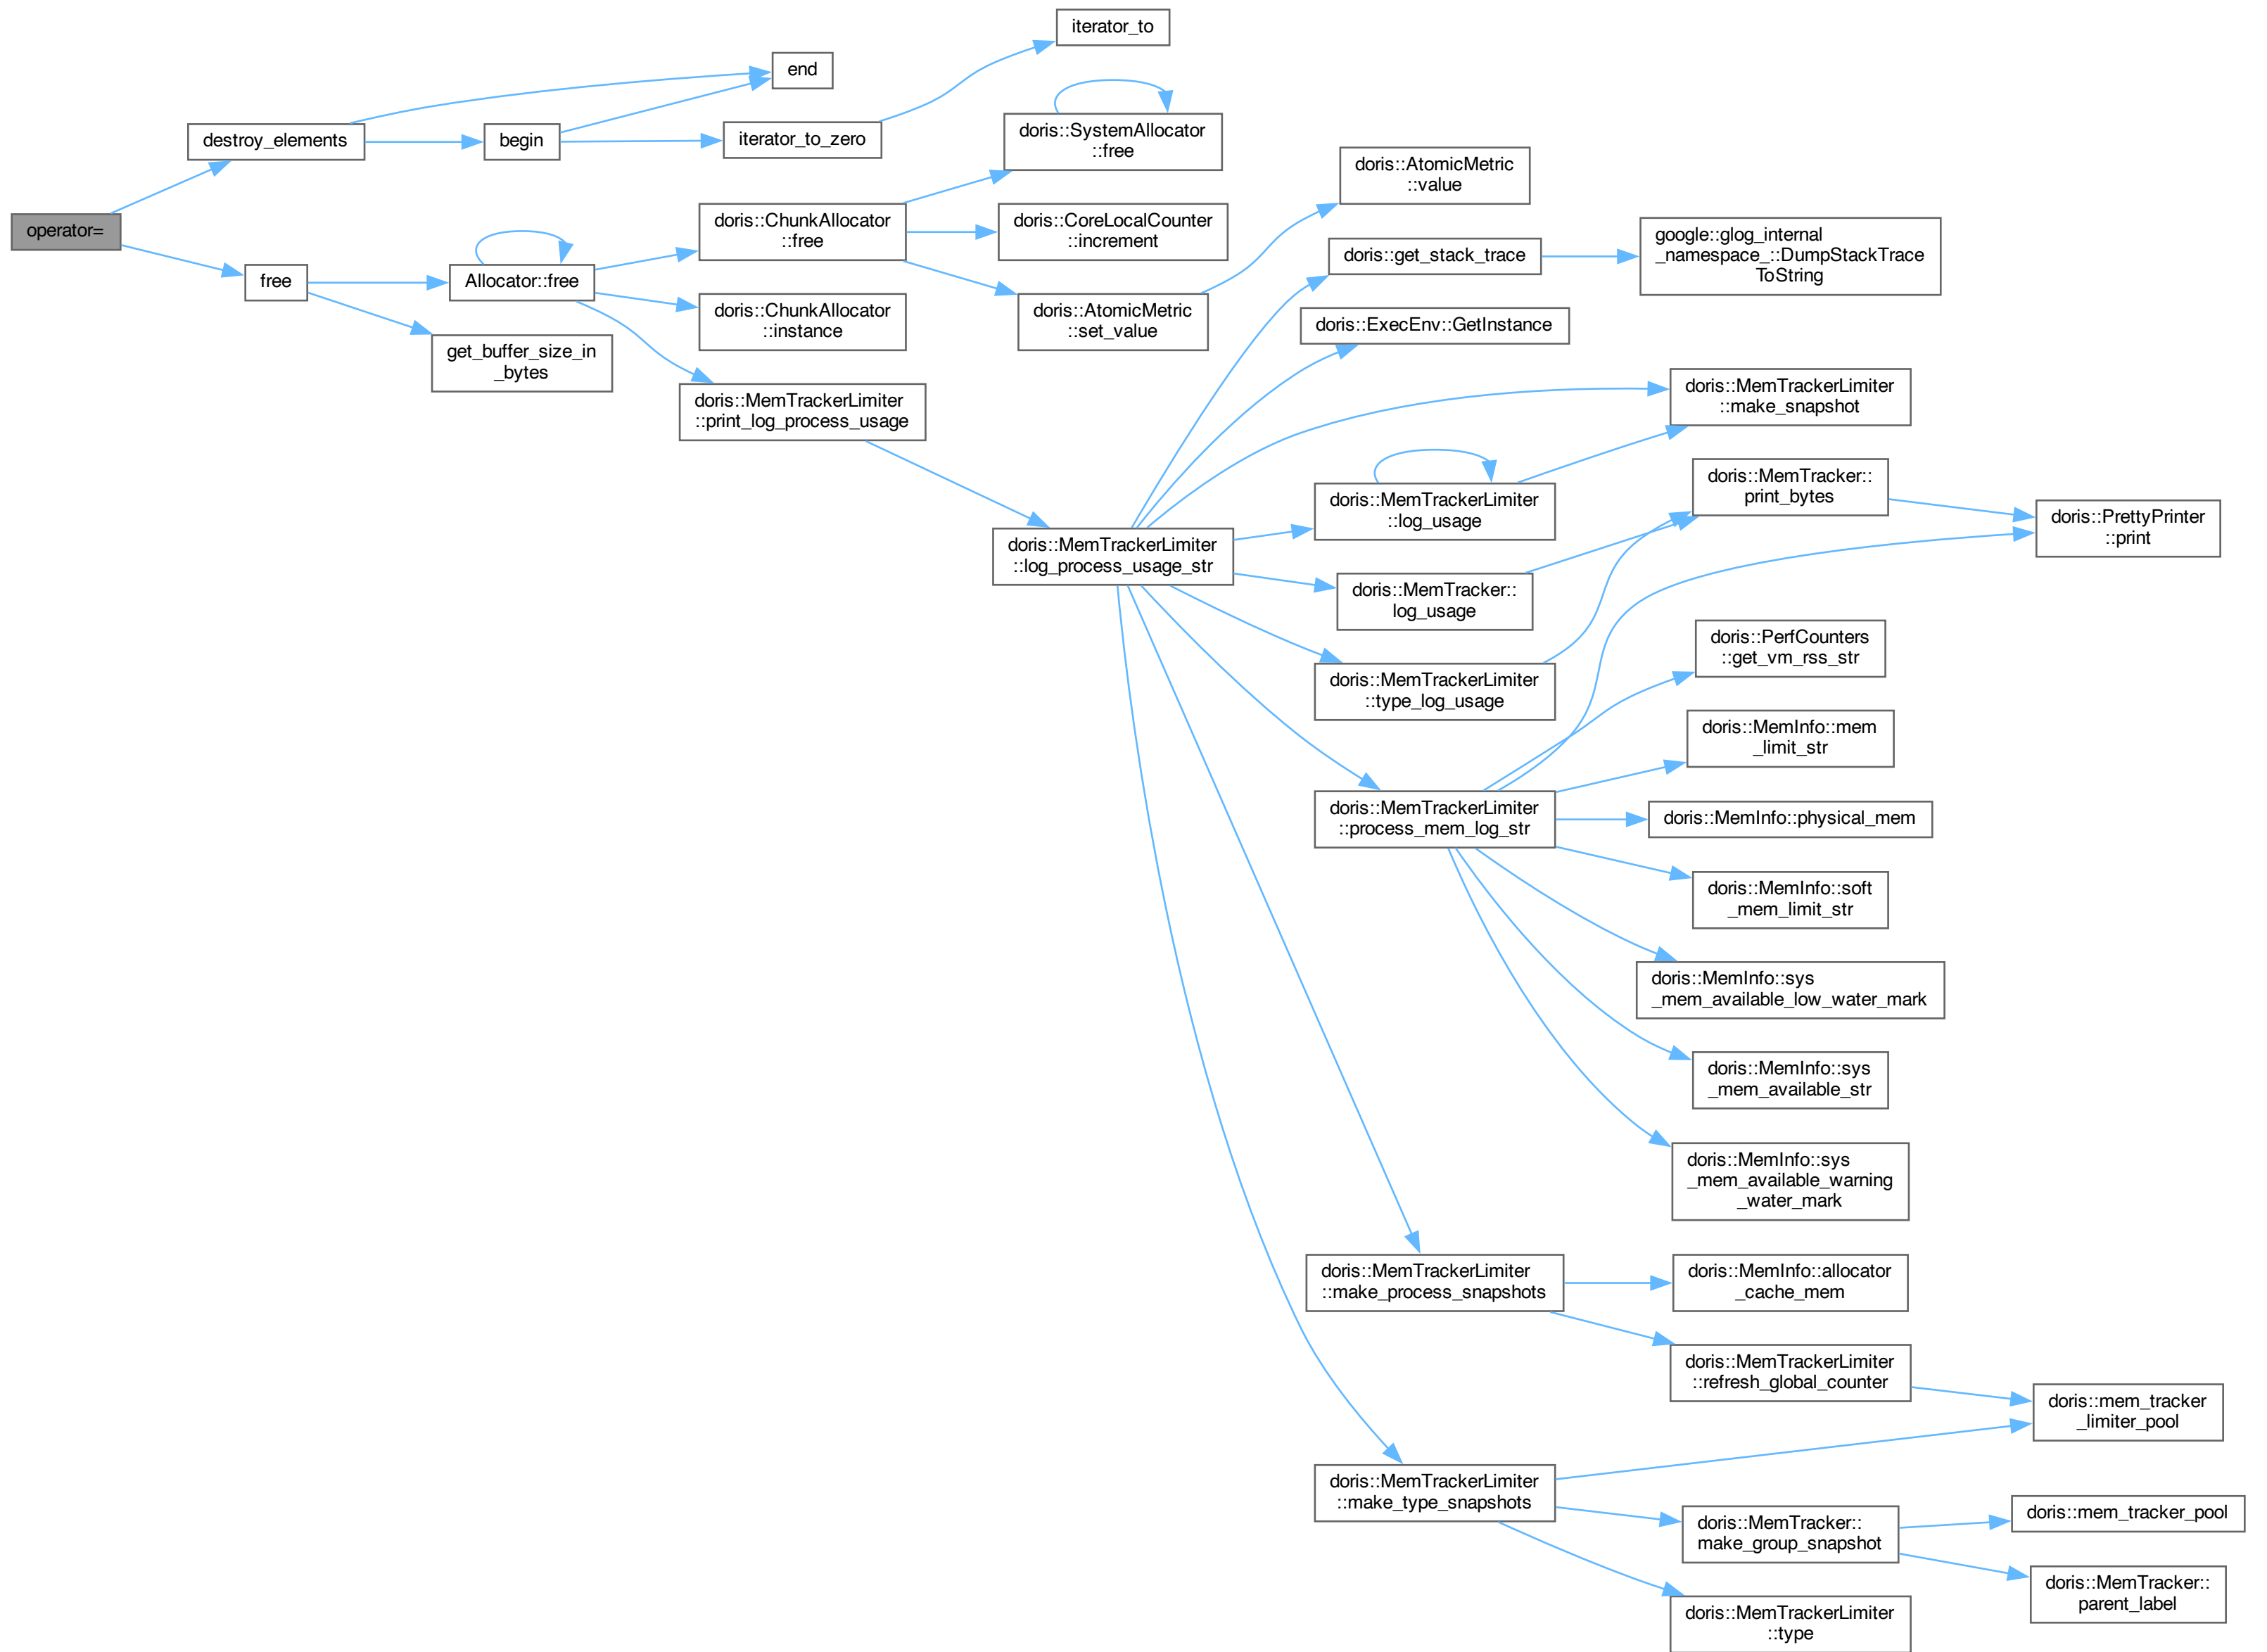 iterator_to
end
destroy_elements
begin
iterator_to_zero
doris::SystemAllocator
::free
doris::AtomicMetric
::value
operator=
doris::ChunkAllocator
::free
doris::CoreLocalCounter
::increment
doris::get_stack_trace
google::glog_internal
_namespace_::DumpStackTrace
ToString
free
Allocator::free
doris::ChunkAllocator
::instance
doris::AtomicMetric
::set_value
doris::ExecEnv::GetInstance
get_buffer_size_in
_bytes
doris::MemTrackerLimiter
::print_log_process_usage
doris::MemTrackerLimiter
::make_snapshot
doris::MemTrackerLimiter
::log_usage
doris::MemTracker::
print_bytes
doris::PrettyPrinter
::print
doris::MemTrackerLimiter
::log_process_usage_str
doris::MemTracker::
log_usage
doris::PerfCounters
::get_vm_rss_str
doris::MemTrackerLimiter
::type_log_usage
doris::MemInfo::mem
_limit_str
doris::MemTrackerLimiter
::process_mem_log_str
doris::MemInfo::physical_mem
doris::MemInfo::soft
_mem_limit_str
doris::MemInfo::sys
_mem_available_low_water_mark
doris::MemInfo::sys
_mem_available_str
doris::MemInfo::sys
_mem_available_warning
_water_mark
doris::MemTrackerLimiter
::make_process_snapshots
doris::MemInfo::allocator
_cache_mem
doris::MemTrackerLimiter
::refresh_global_counter
doris::mem_tracker
_limiter_pool
doris::MemTrackerLimiter
::make_type_snapshots
doris::MemTracker::
make_group_snapshot
doris::mem_tracker_pool
doris::MemTracker::
parent_label
doris::MemTrackerLimiter
::type